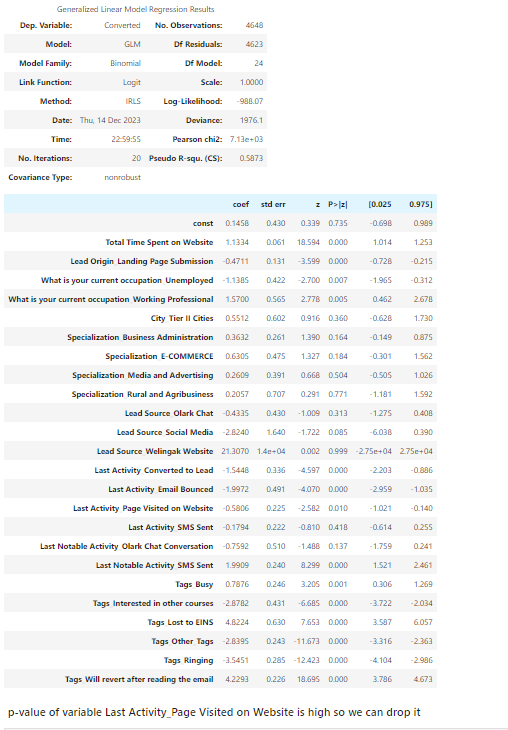 Generalized Linear Model Regression Results
Dep. Variable: Converted No. Observations: 4648
Model: GLM Df Residuals: 4623
Model Family: Binomial Df Model: 24
Link Function: Logit Scale: 1.0000
Method: IRLS Log-Likelihood: -988.07
Date: Thu, 14 Dec 2023 Deviance: 1976.1
Time: 22:59:55 Pearson chi2: 7.13e+03
No. Iterations: 20 Pseudo R-squ. (CS): 0.5873
Covariance Type: nonrobust
coef std err z P>|z| [0.025 0.975]
const 0.1458 0.430 0.339 0.735 -0.698 0.989
Total Time Spent on Website 1.1334 0.061 18.594 0.000 1.014 1.253
Lead Origin Landing Page Submission -0.4711 0.131 -3.599 0.000 -0.728 -0.215
What is your current occupation Unemployed -1.1385 0.422 -2.700 0.007 -1.965 -0.312
What is your current occupation Working Professional 1.5700 0.565 2.778 0.005 0.462 2.678
City Tier II Cities 0.5512 0.602 0.916 0.360 -0.628 1.730
Specialization Business Administration 0.3632 0.261 1.390 0.164 -0.149 0.875
Specialization E-COMMERCE 0.6305 0.475 1.327 0.184 -0.301 1.562
Specialization Media and Advertising 0.2609 0.391 0.668 0.504 -0.505 1.026
Specialization Rural and Agribusiness 0.2057 0.707 0.291 0.771 -1.181 1.592
Lead Source Olark Chat -0.4335 0.430 -1.009 0.313 -1.275 0.408
Lead Source Social Media -2.8240 1.640 -1.722 0.085 -6.038 0.390
Lead Source Welingak Website 21.3070 1.4e+04 0.002 0.999 -2.75e+04 2.75e+04
Last Activity Converted to Lead -1.5448 0.336 -4.597 0.000 -2.203 -0.886
Last Activity Email Bounced -1.9972 0.491 -4.070 0.000 -2.959 -1.035
Last Activity Page Visited on Website -0.5806 0.225 -2.582 0.010 -1.021 -0.140
Last Activity SMS Sent -0.1794 0.222 -0.810 0.418 -0.614 0.255
Last Notable Activity Olark Chat Conversation -0.7592 0.510 -1.488 0.137 -1.759 0.241
Last Notable Activity SMS Sent 1.9909 0.240 8.299 0.000 1.521 2.461
Tags Busy 0.7876 0.246 3.205 0.001 0.306 1.269
Tags Interested in other courses -2.8782 0.431 -6.685 0.000 -3.722 -2.034
Tags Lost to EINS 4.8224 0.630 7.653 0.000 3.587 6.057
Tags Other Tags -2.8395 0.243 -11.673 0.000 -3.316 -2.363
Tags Ringing -3.5451 0.285 -12.423 0.000 -4.104 -2.986
Tags Will revert after reading the email 4.2293 0.226 18.695 0.000 3.786 4.673
p-value of variable Last Activity_Page Visited on Website is high so we can drop it